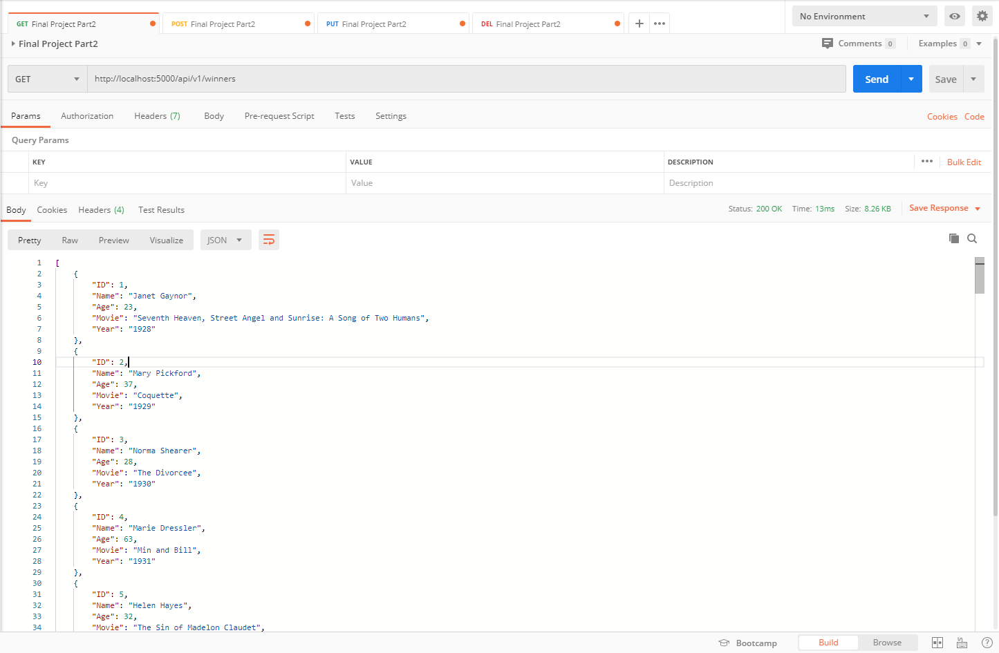 GET Final Project Part2
POST Final Project Part2
PUT Final Project Part2
DEL Final Project Part2
No Environment
Final Project Part2
Comments 0
Examples 0
GET
http://localhost:5000/api/v1/winners
Send
Save
Params Authorization Headers (7) Body Pre-request Script Tests Settings
Cookies Code
Query Params
KEY VALUE DESCRIPTION
Bulk Edit
Key Value Description
Body Cookies Headers (4) Test Results
Status: 200 OK Time: 13ms Size: 8.26 KB
Save Response
Pretty Raw Preview Visualize JSON
1 [
2 {
3 "ID": 1,
4 "Name": "Janet Gaynor",
5 "Age": 23,
6 "Movie": "Seventh Heaven, Street Angel and Sunrise: A Song of Two Humans",
7 "Year": "1928"
8 },
9 {
10 "ID": 2,
11 "Name": "Mary Pickford",
12 "Age": 37,
13 "Movie": "Coquette",
14 "Year": "1929"
15 },
16 {
17 "ID": 3,
18 "Name": "Norma Shearer",
19 "Age": 28,
20 "Movie": "The Divorcee",
21 "Year": "1930"
22 },
23 {
24 "ID": 4,
25 "Name": "Marie Dressler",
26 "Age": 63,
27 "Movie": "Min and Bill",
28 "Year": "1931"
29 },
30 {
31 "ID": 5,
32 "Name": "Helen Hayes",
33 "Age": 32,
34 "Movie": "The Sin of Madelon Claudet",
Bootcamp
Build Browse